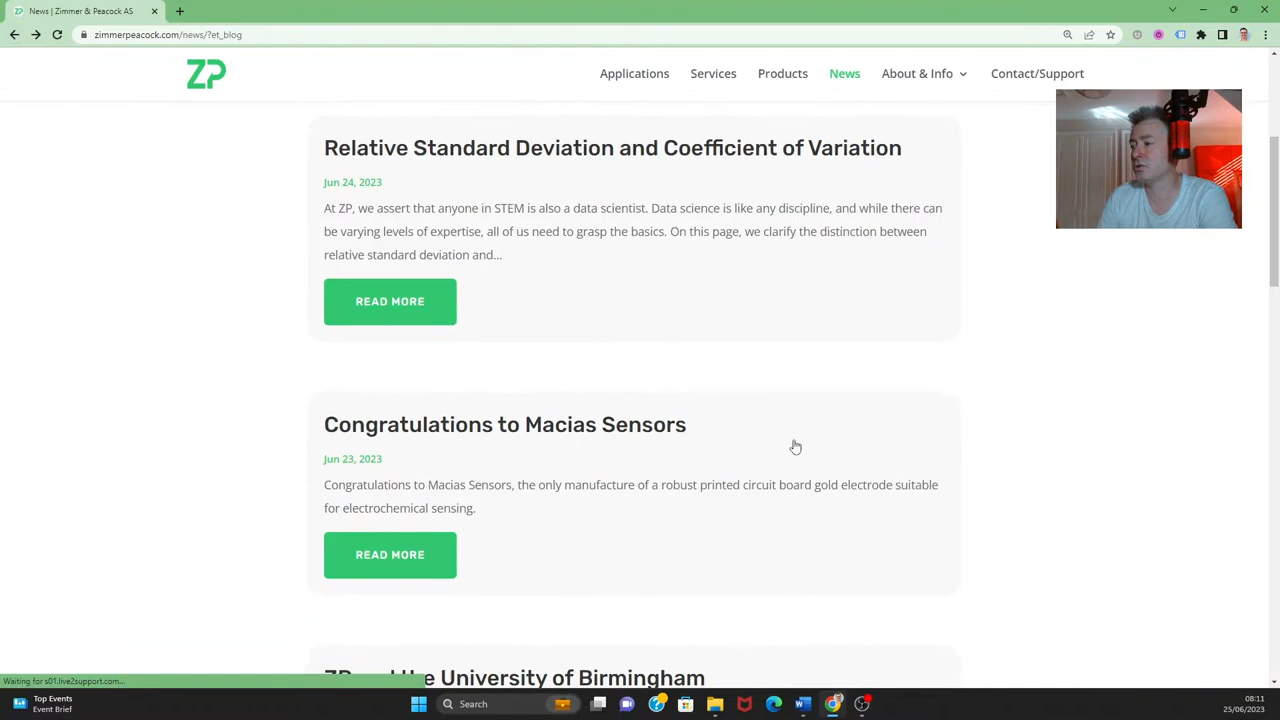 News | Zimmer & Peacock AS
zimmerpeacock.com/news/?et_blog
ZP
Applications
Services
Products
News
About & Info
Contact/Support
Relative Standard Deviation and Coefficient of Variation
Jun 24, 2023
At ZP, we assert that anyone in STEM is also a data scientist. Data science is like any discipline, and while there can
be varying levels of expertise, all of us need to grasp the basics. On this page, we clarify the distinction between
relative standard deviation and...
READ MORE
Congratulations to Macias Sensors
Jun 23, 2023
Congratulations to Macias Sensors, the only manufacture of a robust printed circuit board gold electrode suitable
for electrochemical sensing.
READ MORE
ZP and the University of Birmingham
Waiting for s01.live2support.com...
Top Events
Event Brief
Search
08:11
25/06/2023